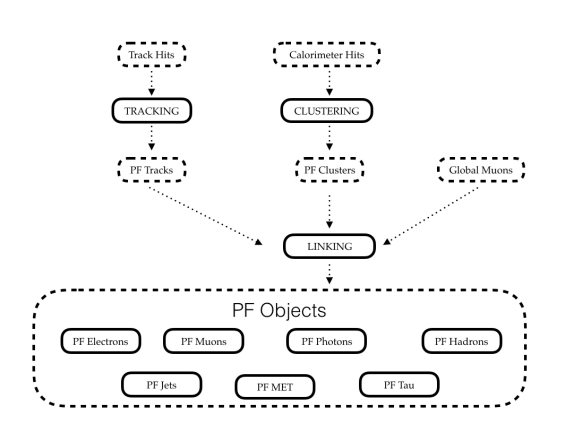 Track Hits
Calorimeter Hits
TRACKING
CLUSTERING
PF Tracks
PF Clusters
Global Muons
LINKING
PF Objects
PF Electrons
PF Muons
PF Photons
PF Hadrons
PF Jets
PF MET
PF Tau